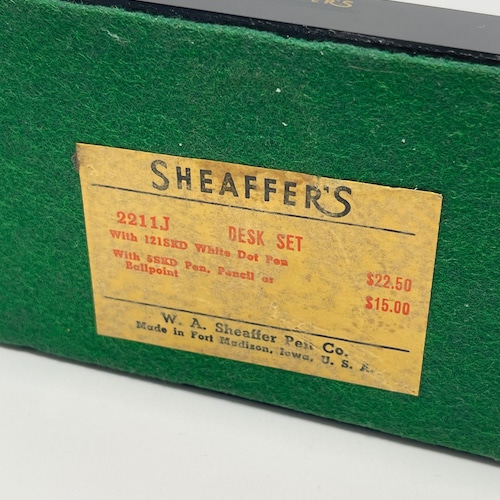 SHEAFFER'S
2211J DESK SET
With 121SKD White Dot Pen $22.50
With 5SKD Pen, Pencil or
Ballpoint $15.00
W. A. Sheaffer Pen Co.
Made in Fort Madison, Iowa, U. S. A.